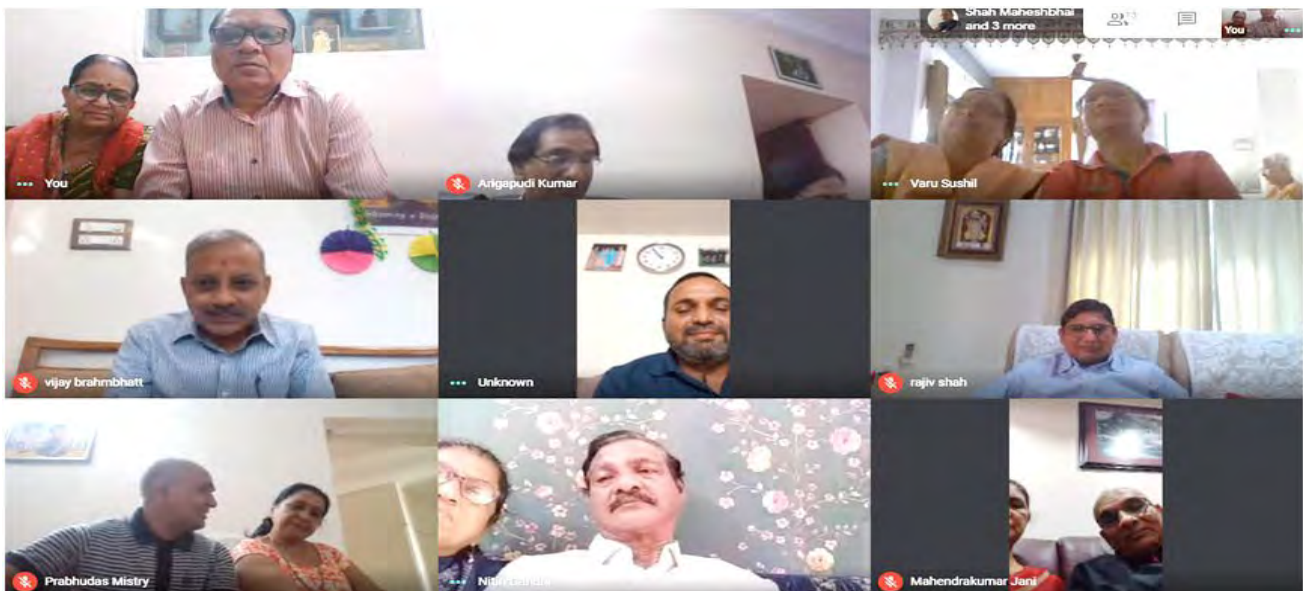 Shah Maheshbhai
and 3 more
You
You
Arigapudi Kumar
Varu Sushil
vijay brahmbhatt
Unknown
rajiv shah
Prabhudas Mistry
Nitin
Mahendrakumar Jani